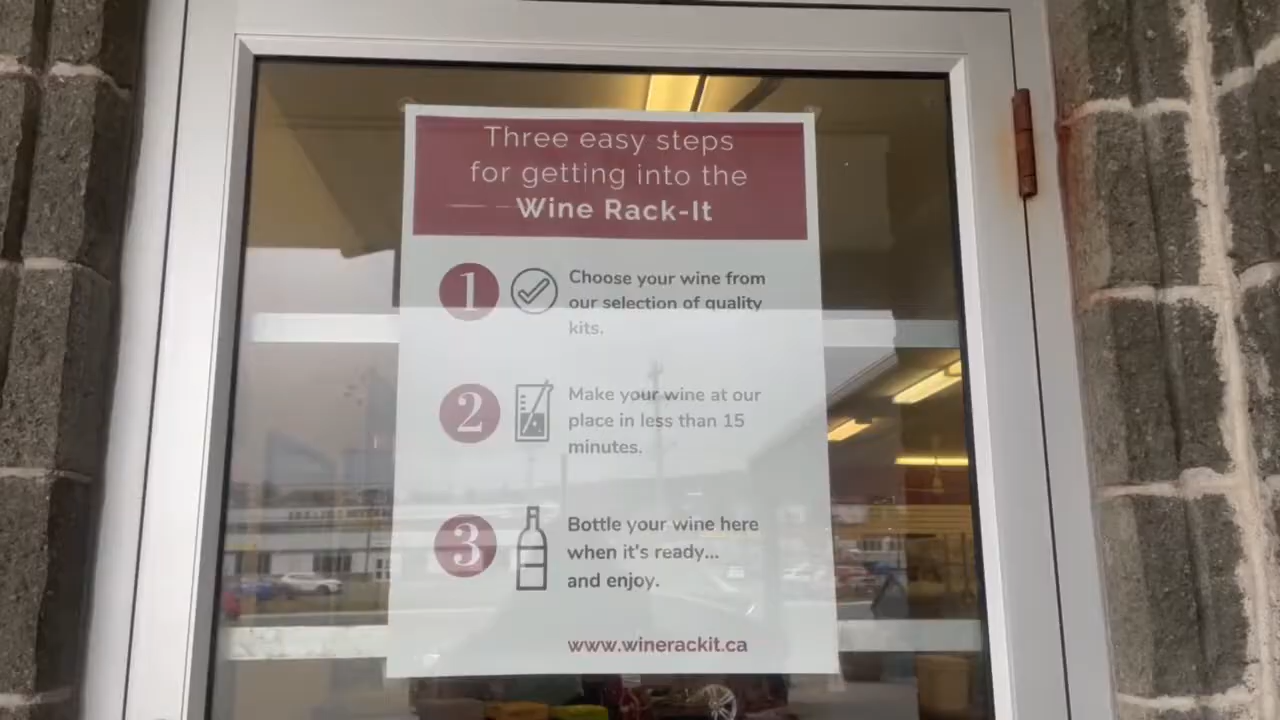 Three easy steps
for getting into the
Wine Rack-It
1
Choose your wine from
our selection of quality
kits.
2
Make your wine at our
place in less than 15
minutes.
3
Bottle your wine here
when it's ready...
and enjoy.
www.winerackit.ca